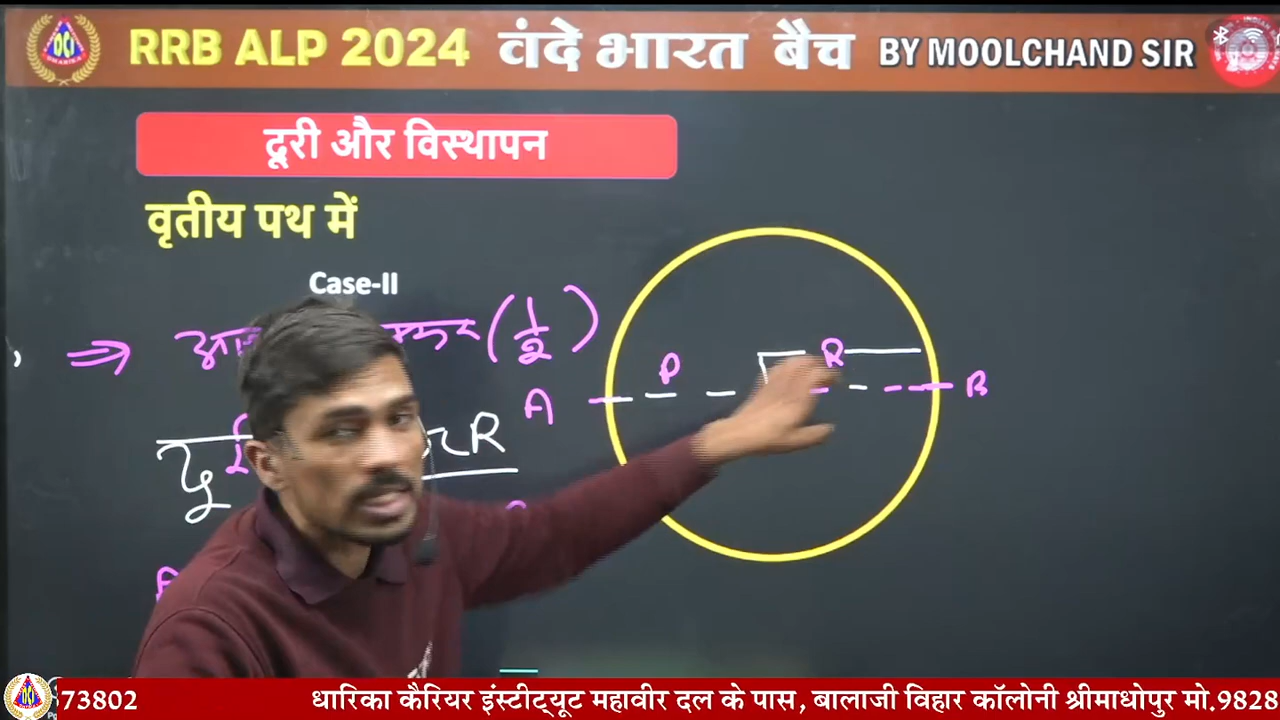 DCI
RRB ALP 2024 वंदे भारत बैच BY MOOLCHAND SIR
दूरी और विस्थापन
वृतीय पथ में
Case-II
⇒ (1/2)
R
P
A
B
R
73802 धारिका कैरियर इंस्टीट्यूट महावीर दल के पास, बालाजी विहार कॉलोनी श्रीमाधोपुर मो.9828